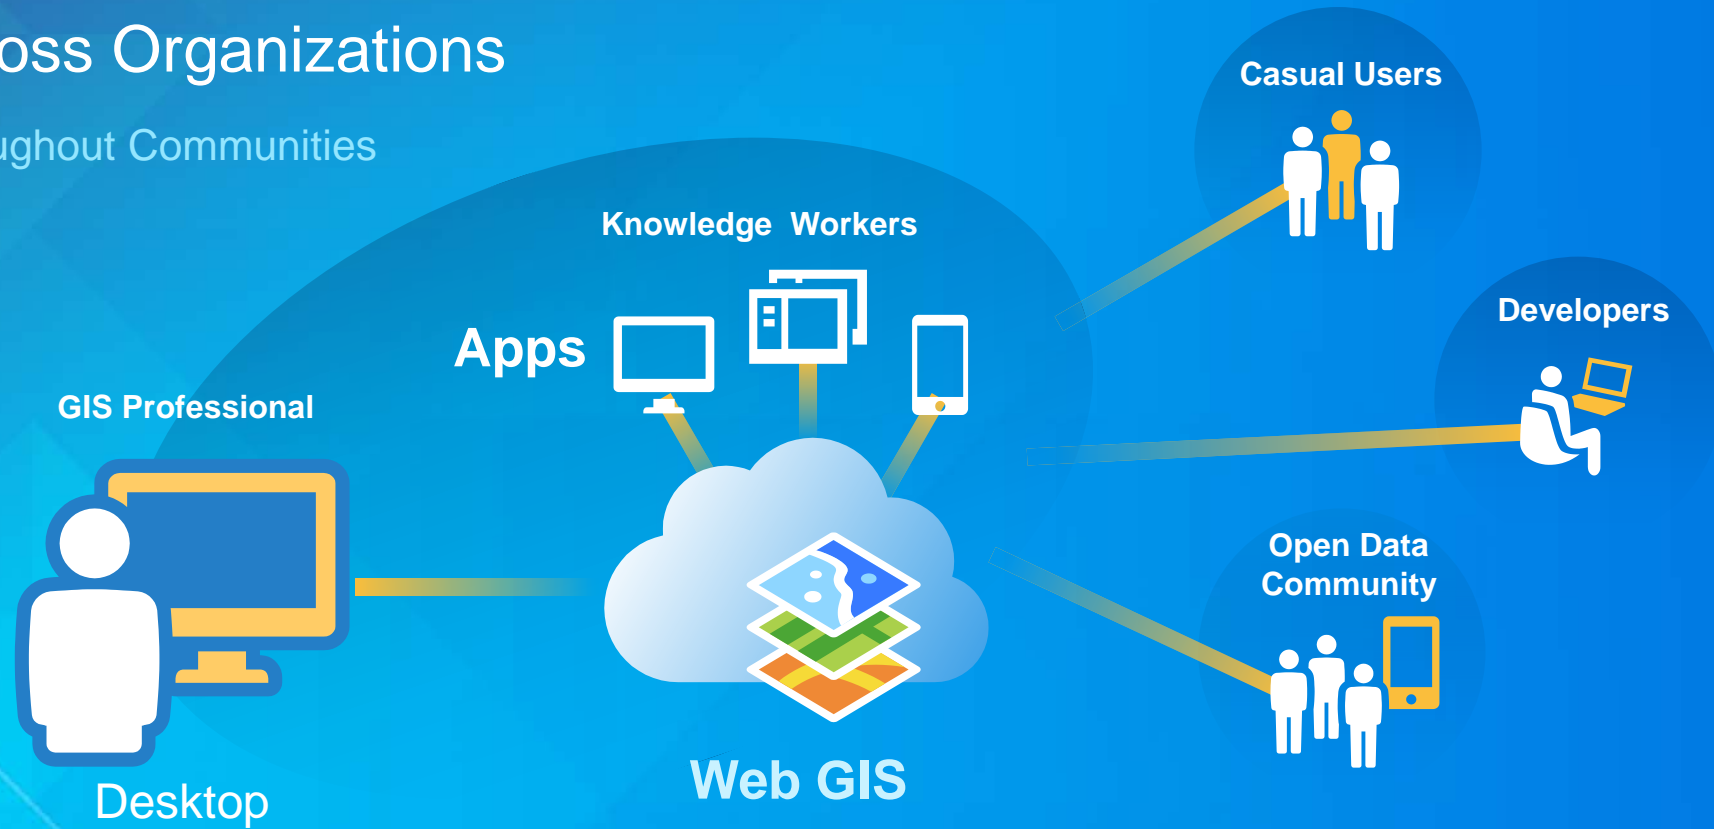 oss Organizations
ughout Communities
Casual Users
Knowledge Workers
Developers
Apps
GIS Professional
Open Data
Community
Web GIS
Desktop